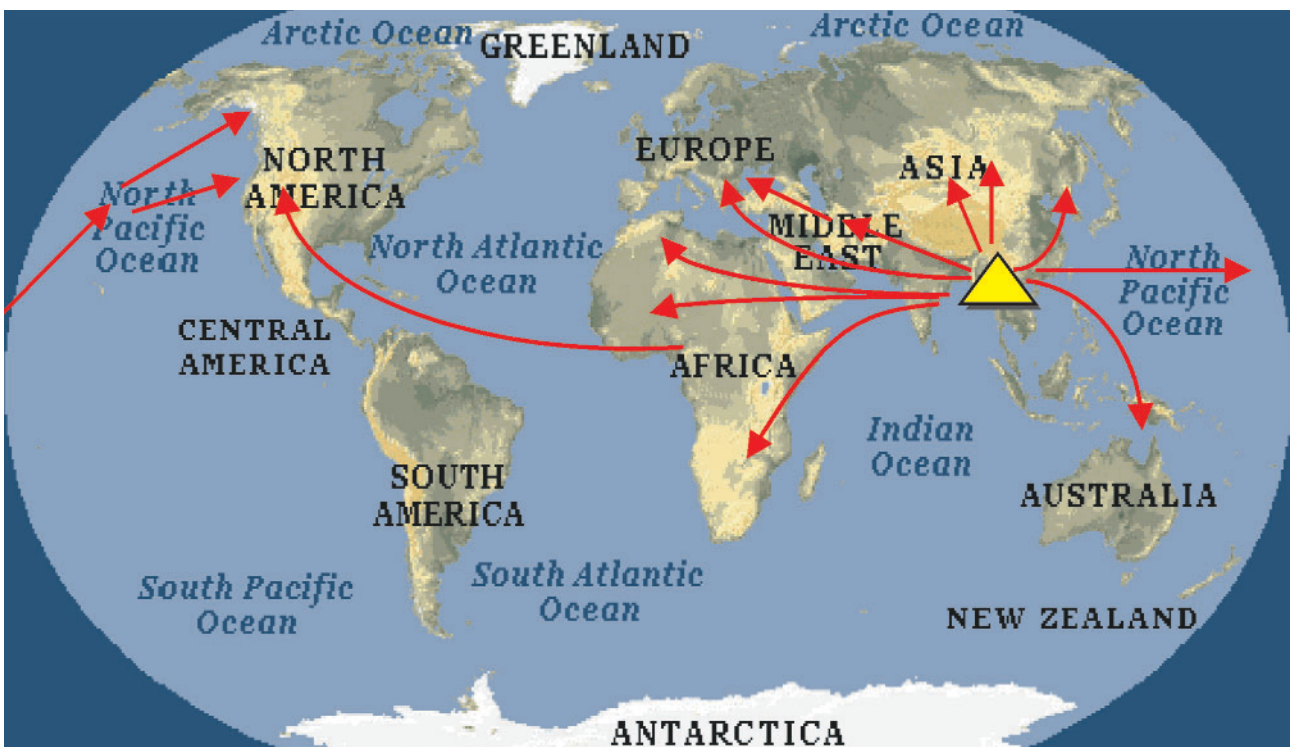 Arctic Ocean
Arctic Ocean
GREENLAND
EUROPE
NORTH
AMERICA
ASIA
North
Pacific
Ocean
MIDDLE
EAST
North Atlantic
Ocean
North
Pacific
Ocean
CENTRAL
AMERICA
AFRICA
Indian
Ocean
SOUTH
AMERICA
AUSTRALIA
South Pacific
Ocean
South Atlantic
Ocean
NEW ZEALAND
ANTARCTICA